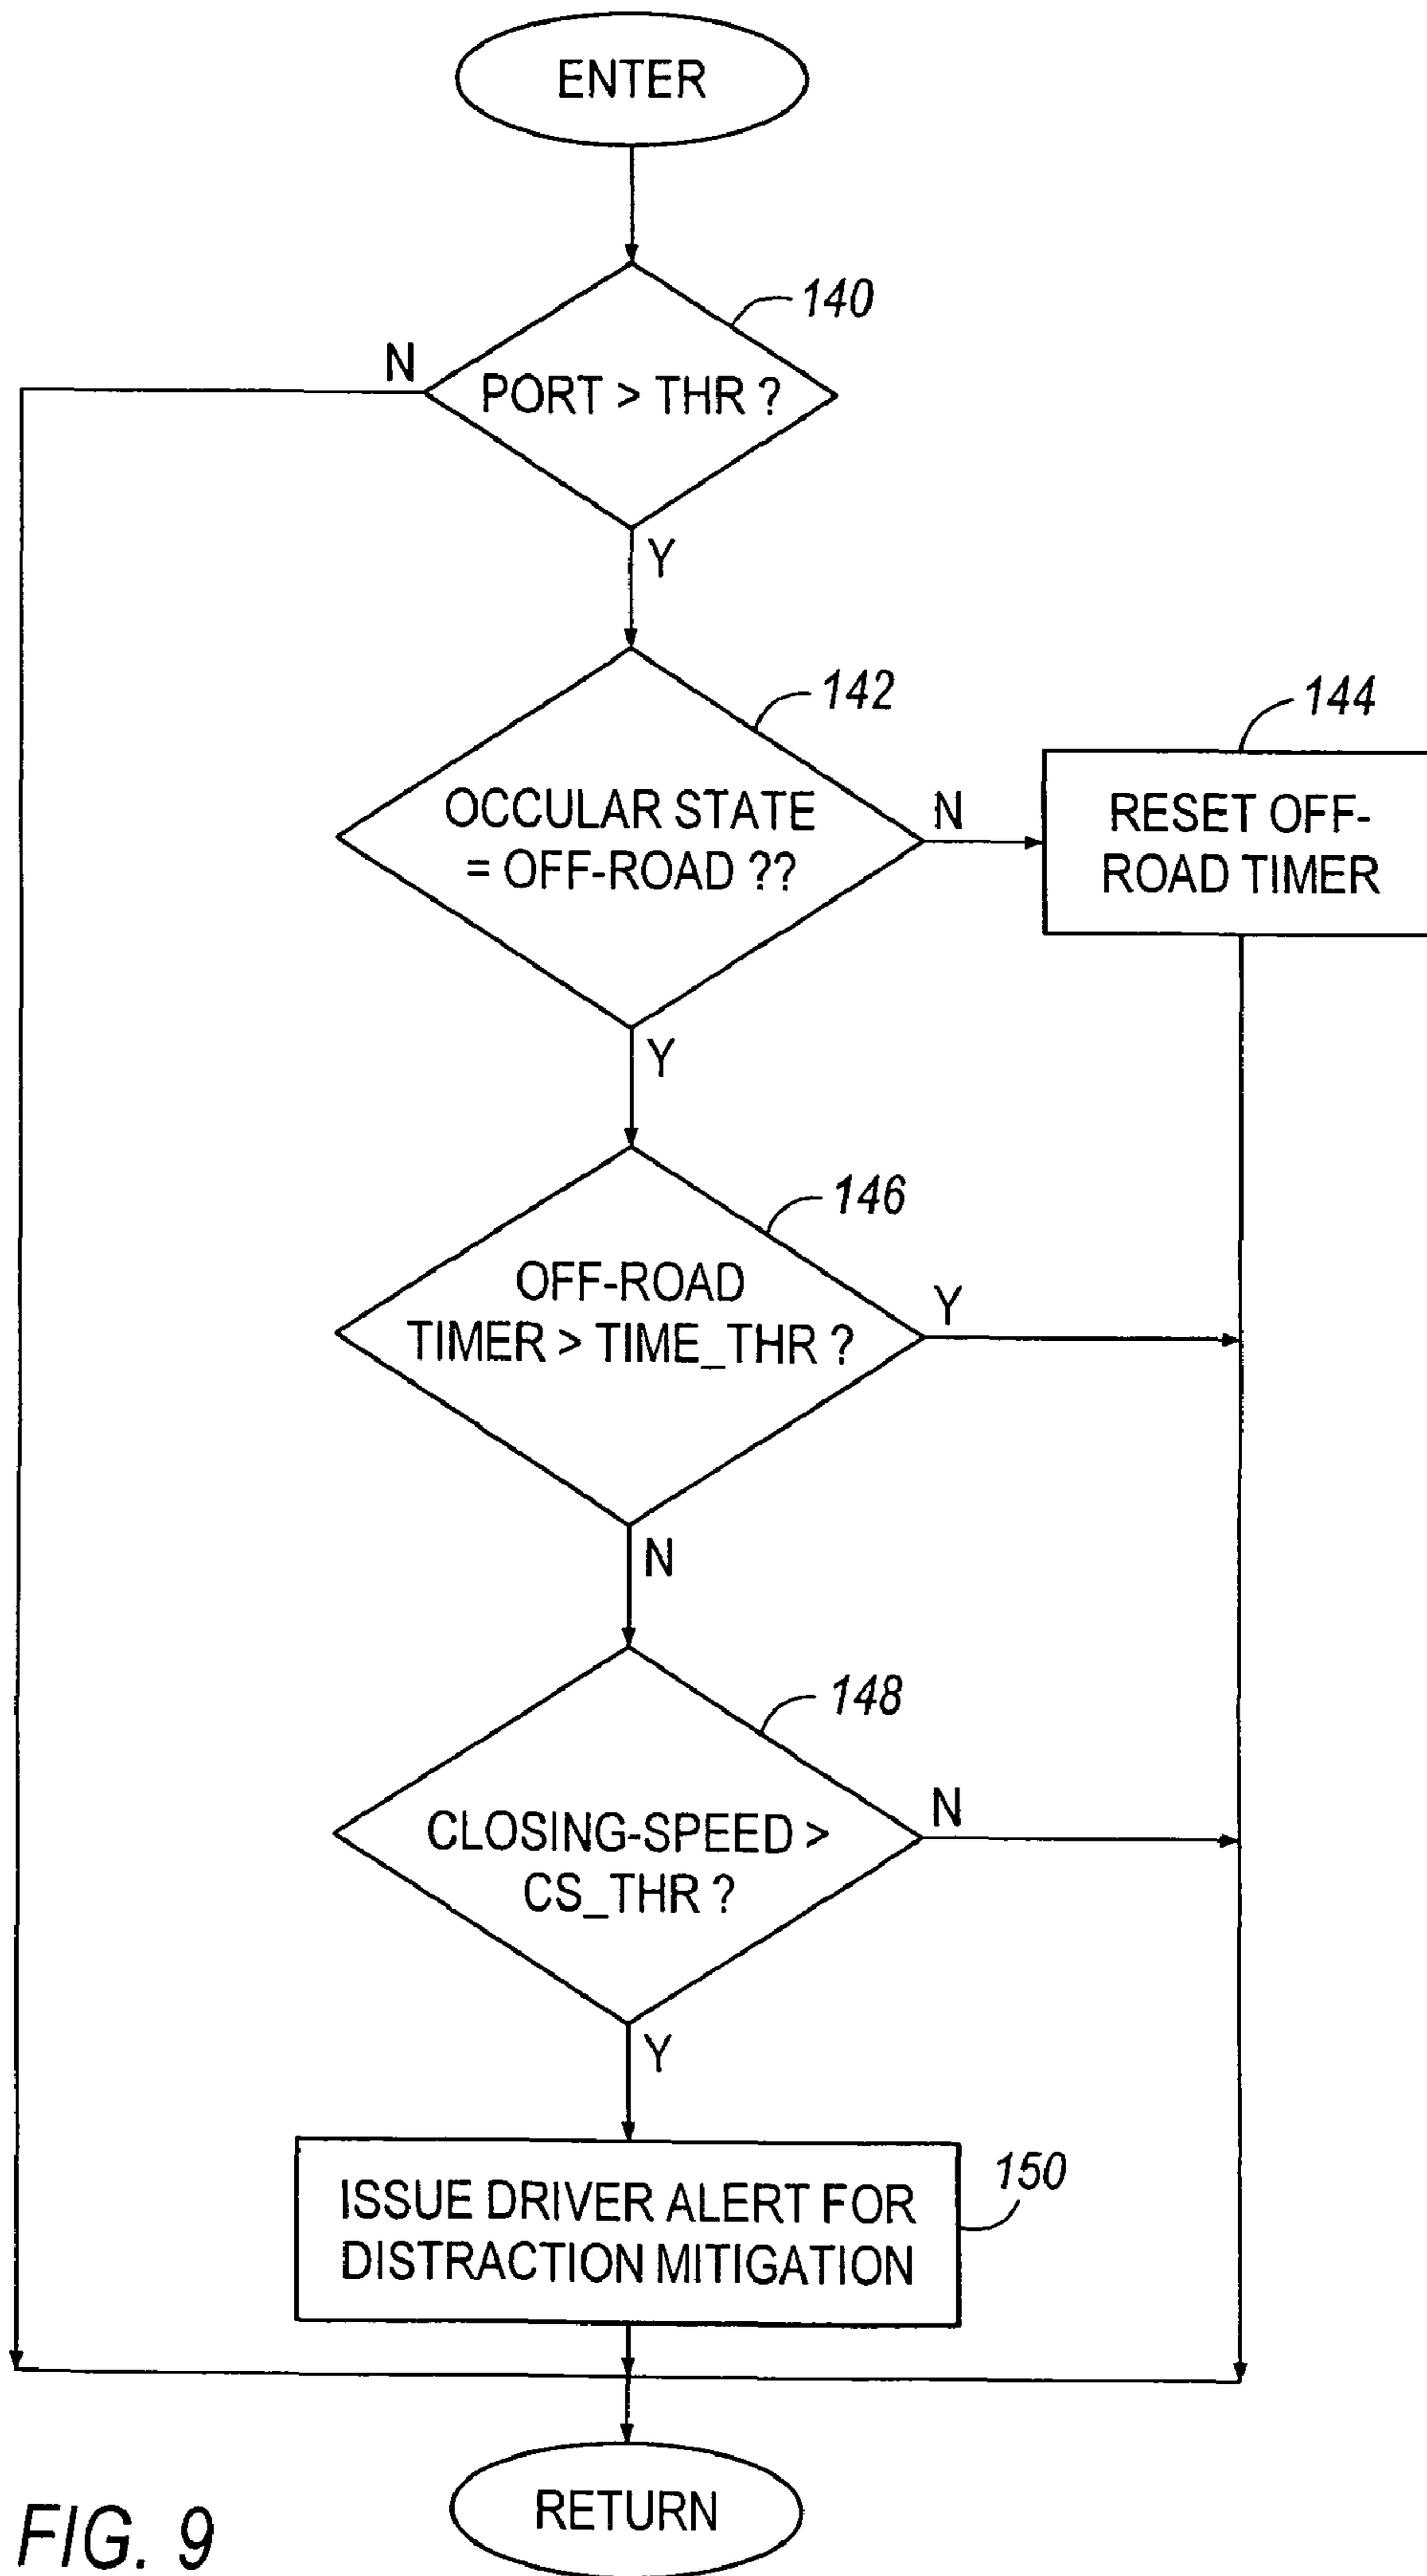 ENTER
140
N
PORT > THR ?
Y
142
144
OCCULAR STATE
= OFF-ROAD ??
N
RESET OFF-
ROAD TIMER
Y
146
OFF-ROAD
TIMER > TIME_THR ?
Y
N
148
CLOSING-SPEED >
CS_THR ?
N
Y
150
ISSUE DRIVER ALERT FOR
DISTRACTION MITIGATION
RETURN
FIG. 9